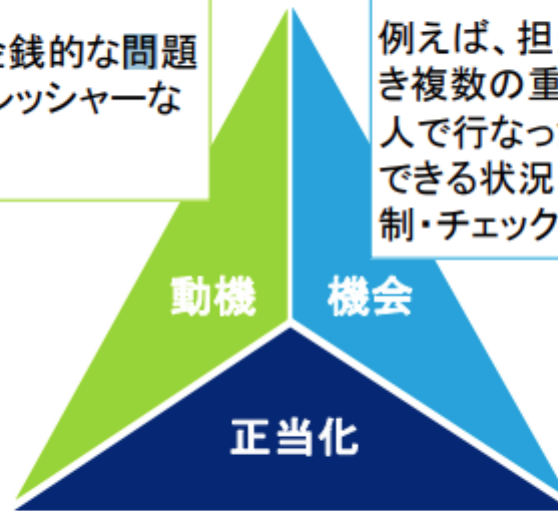 金銭的な問題
レッシャーな
例えば、担
き複数の重
人で行なっ
できる状況
制・チェック
動機
機会
正当化